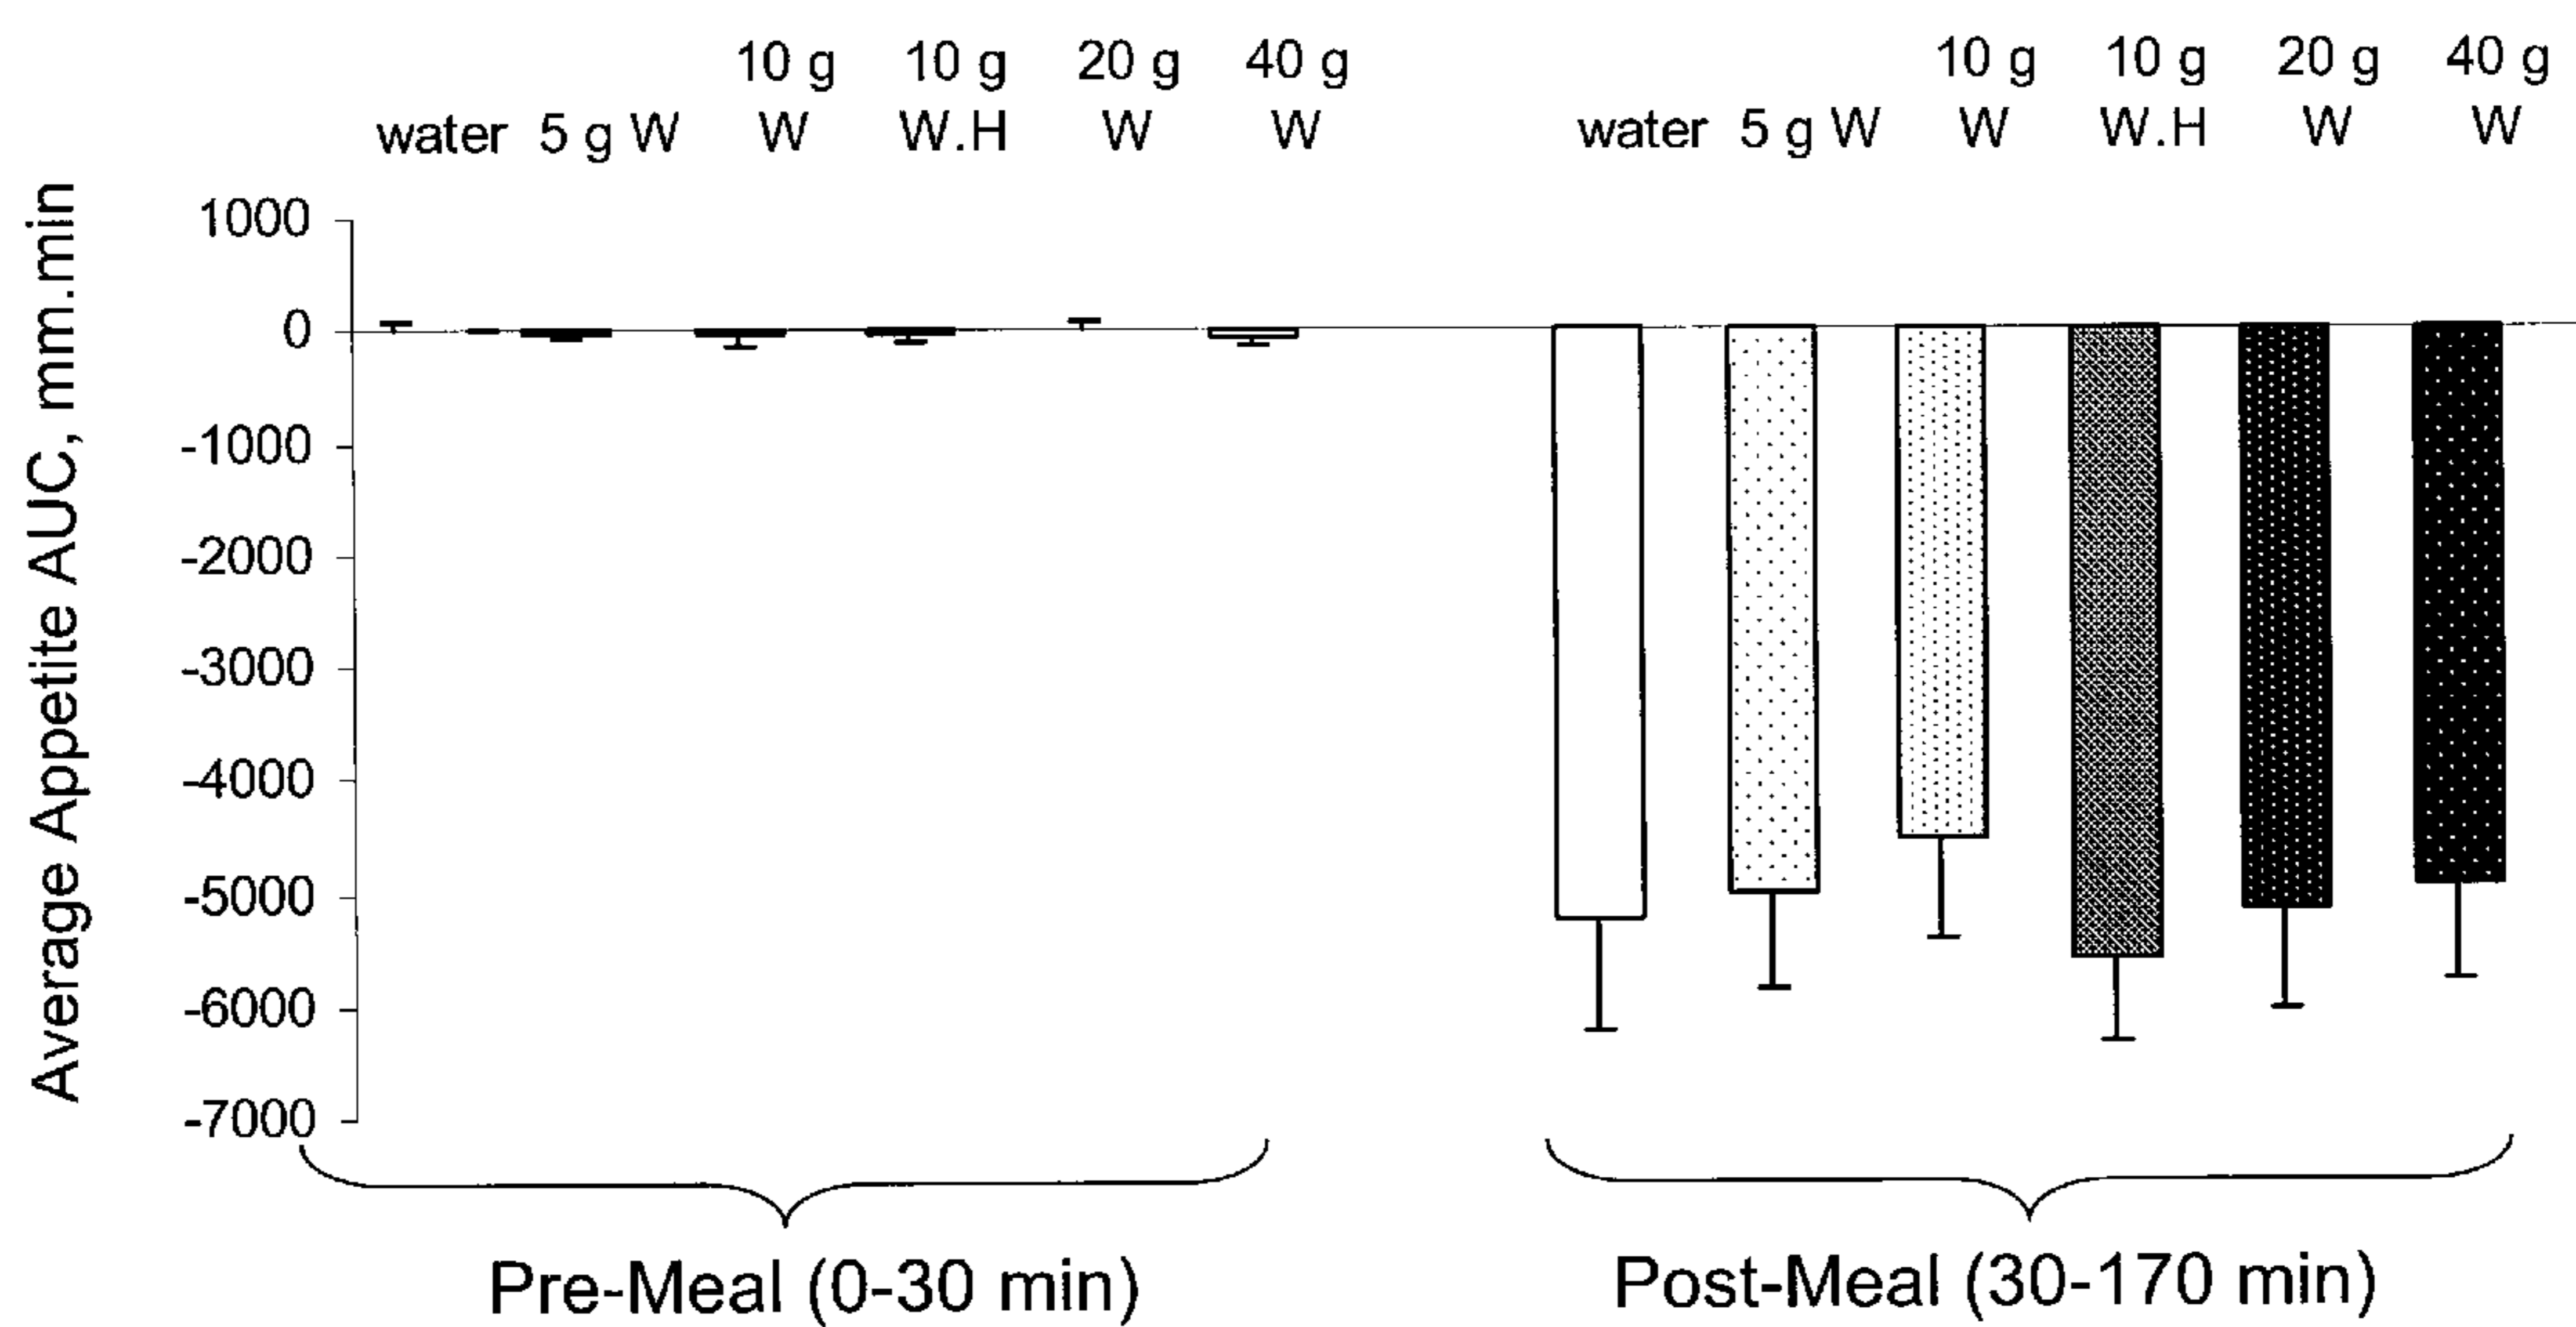 10 g 10 g 20 g 40 g
water 5 g W W W.H W W
10 g 10 g 20 g 40 g
water 5 g W W W.H W W
Average Appetite AUC, mm.min
1000
0
-1000
-2000
-3000
-4000
-5000
-6000
-7000
Pre-Meal (0-30 min)
Post-Meal (30-170 min)